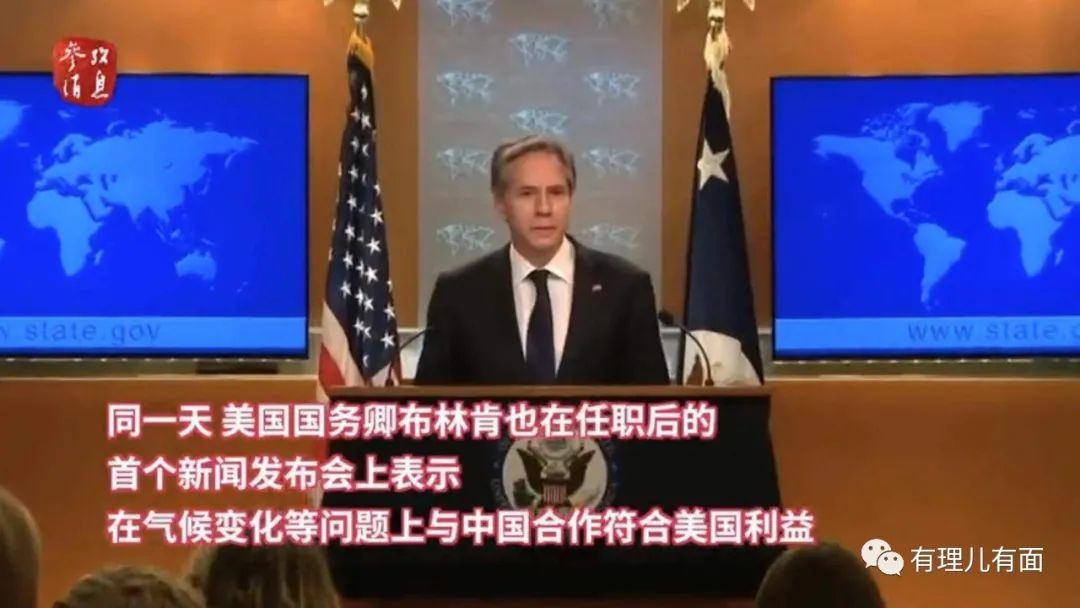 参考消息
www.state.gov
www.state.
同一天 美国国务卿布林肯也在任职后的
首个新闻发布会上表示
在气候变化等问题上与中国合作符合美国利益
有理儿有面